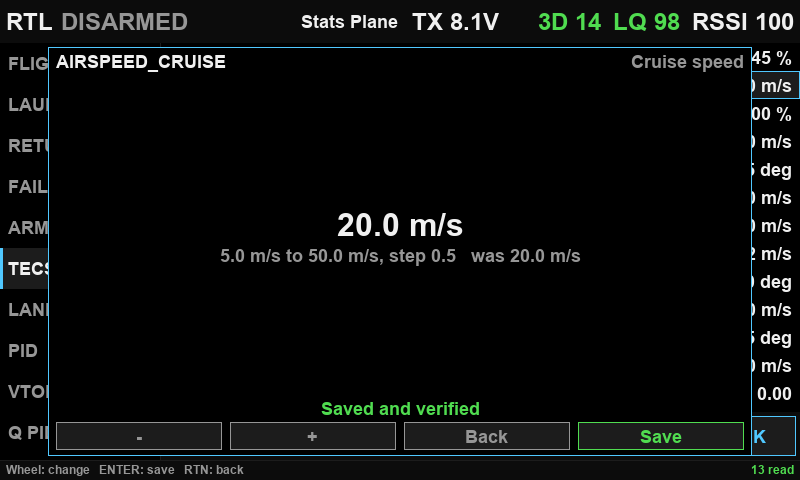 RTL DISARMED Stats Plane TX 8.1V 3D 14 LQ 98 RSSI 100
AIRSPEED_CRUISE Cruise speed
45 %
FLIG
m/s
LAU
00 %
RETU
m/s
deg
FAIL
m/s
ARM
m/s
20.0 m/s
5.0 m/s to 50.0 m/s, step 0.5 was 20.0 m/s
m/s
TECS
deg
LAN
m/s
deg
PID
m/s
VTO
0.00
Saved and verified
Q PI
- + Back Save
K
Wheel: change ENTER: save RTN: back 13 read